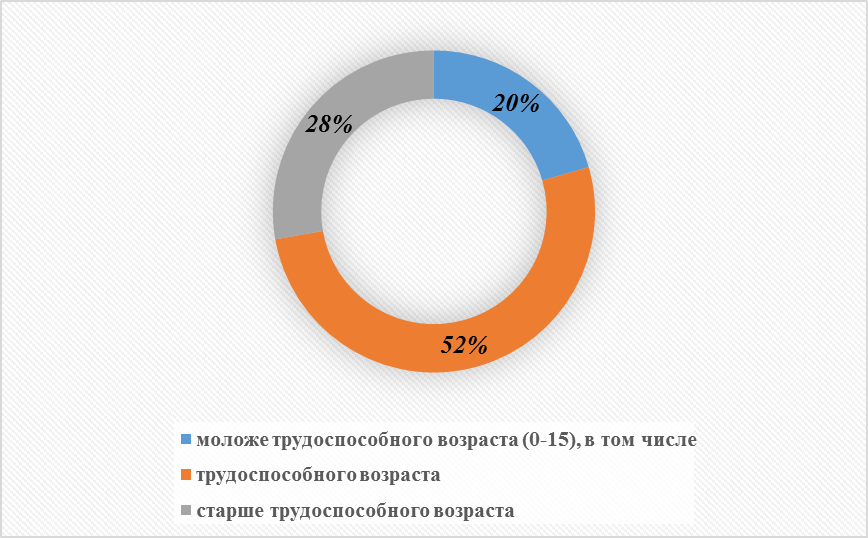 20%
28%
52%
моложе трудоспособного возраста (0-15), в том числе
трудоспособного возраста
старше трудоспособного возраста